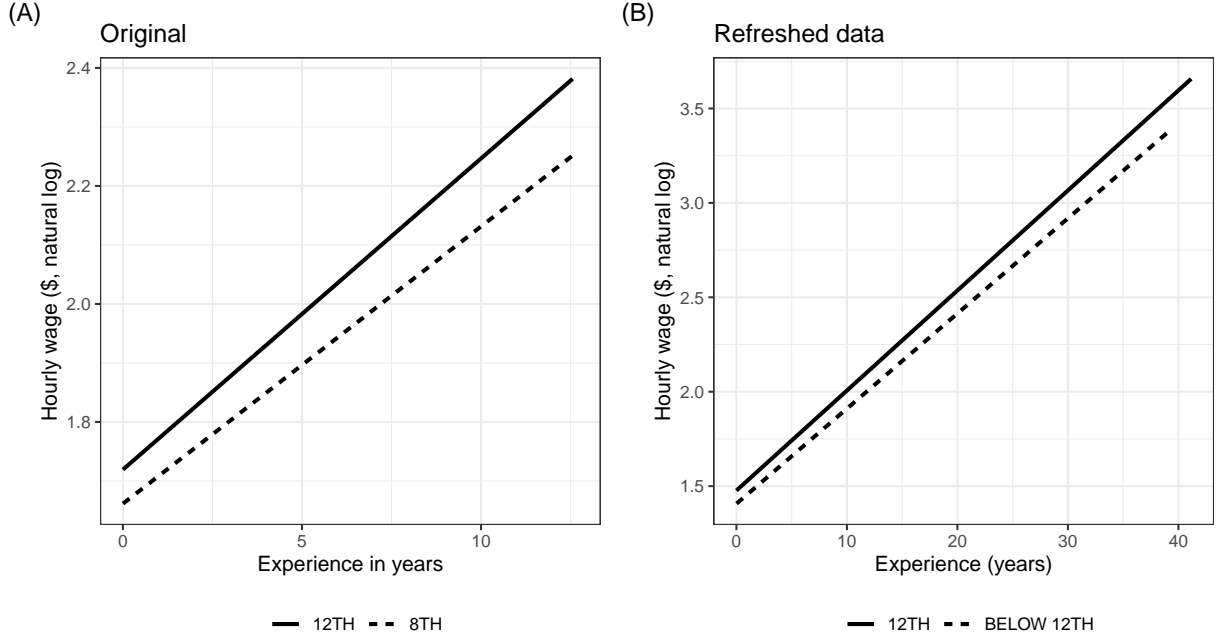 (A)
Original
Hourly wage ($, natural log)
2.4
2.2
2.0
1.8
0 5 10
Experience in years
12TH 8TH
(B)
Refreshed data
Hourly wage ($, natural log)
3.5
3.0
2.5
2.0
1.5
0 10 20 30 40
Experience (years)
12TH BELOW 12TH